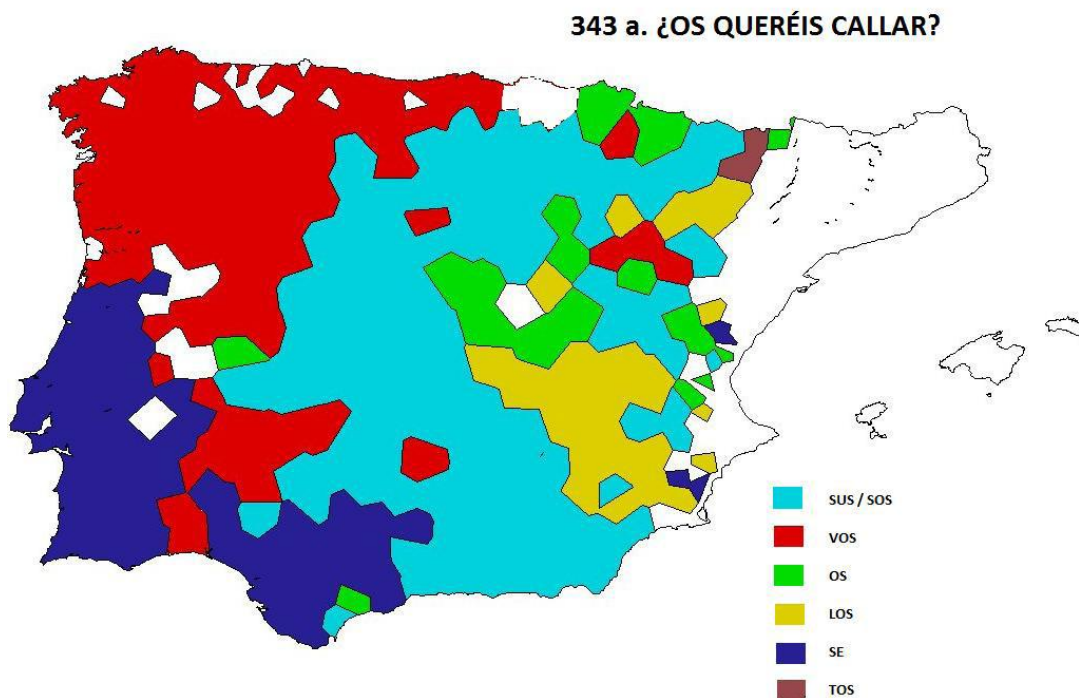 343 a. ¿OS QUERÉIS CALLAR?
SUS / SOS
VOS
OS
LOS
SE
TOS